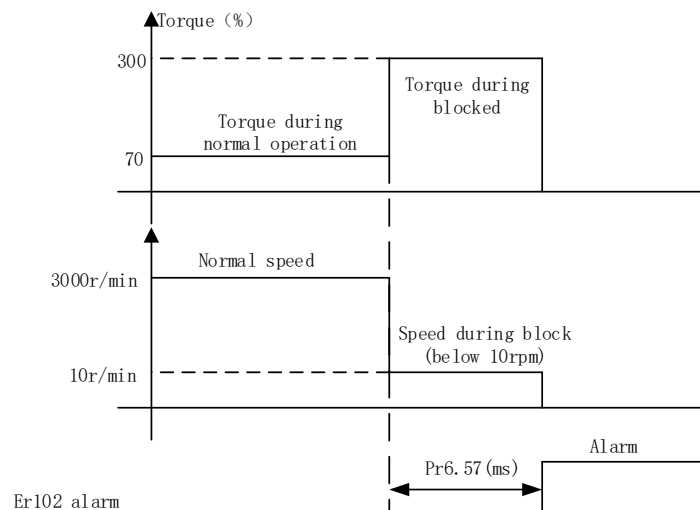 Torque（%）
300
Torque during
blocked
Torque during
normal operation
70
Normal speed
3000r/min
Speed during block
(below 10rpm)
10r/min
Alarm
Pr6.57(ms)
Er102 alarm